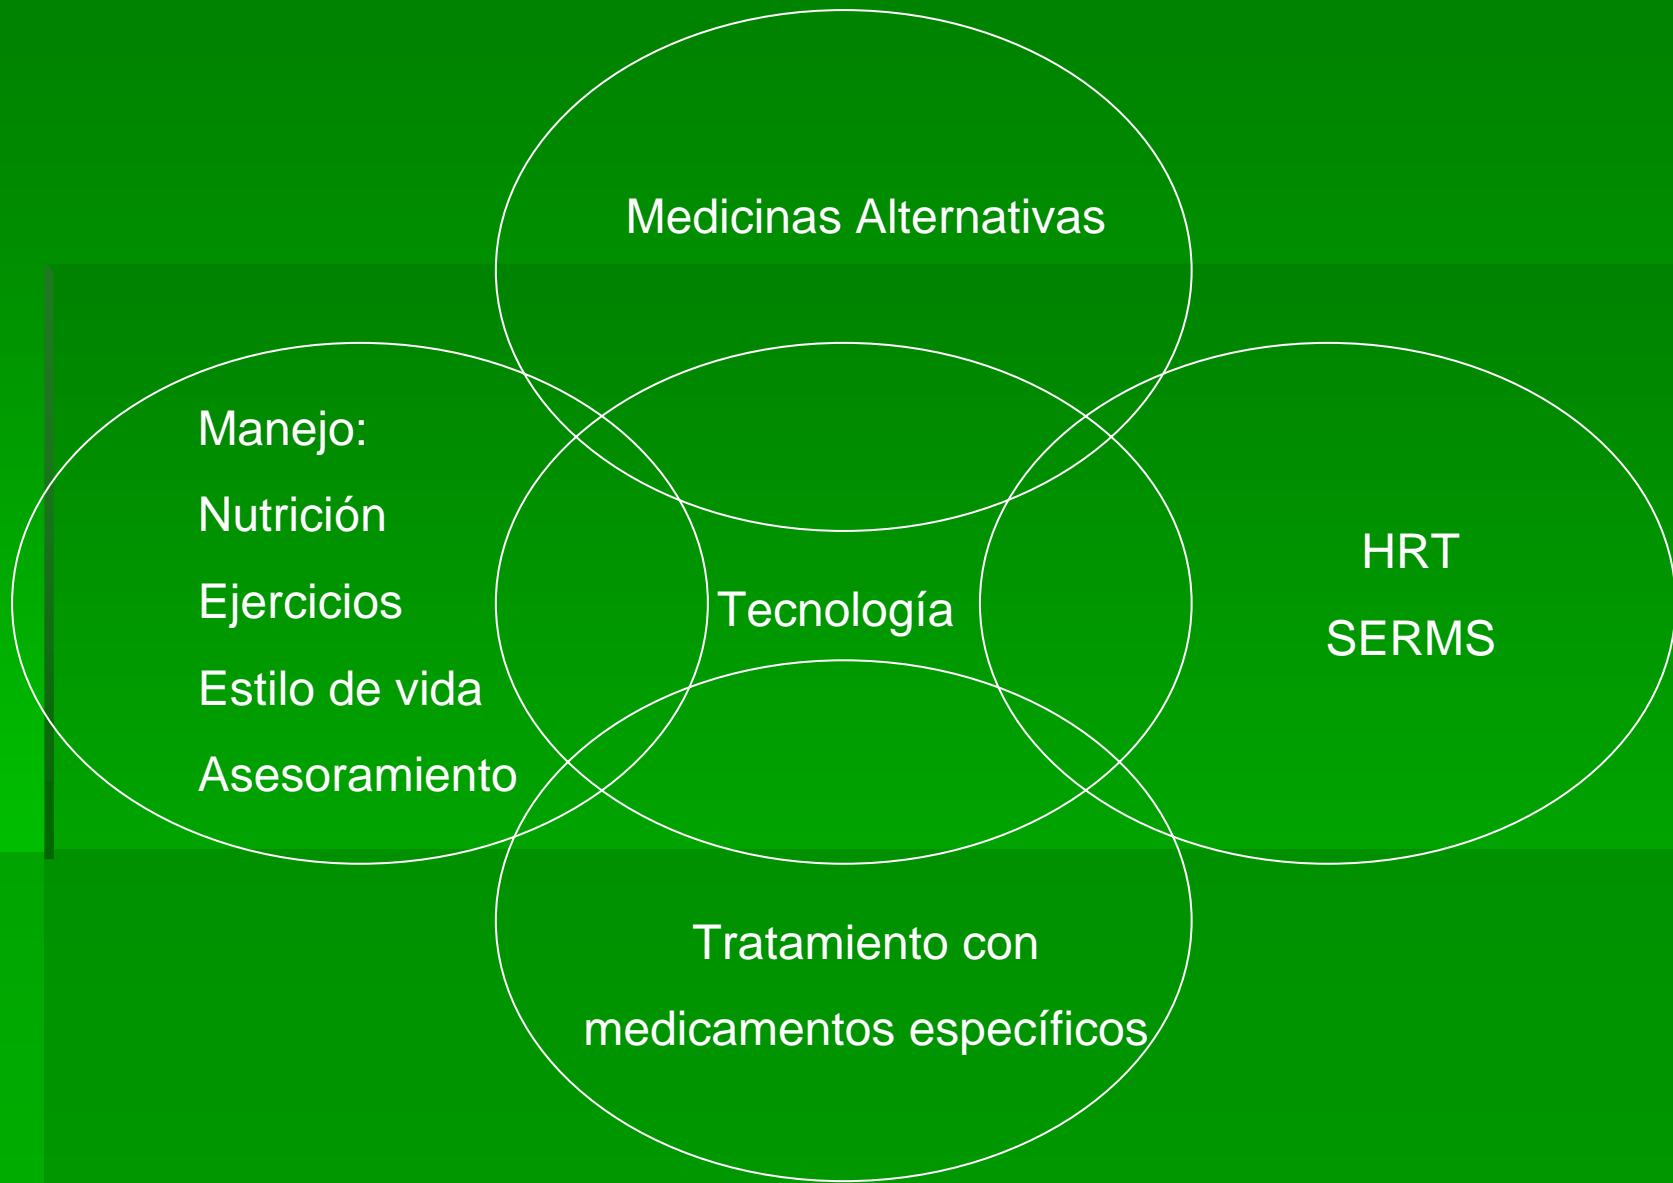 Medicinas Alternativas
Manejo:
Nutrición
Ejercicios
Estilo de vida
Asesoramiento
Tecnología
HRT
SERMS
Tratamiento con
medicamentos específicos